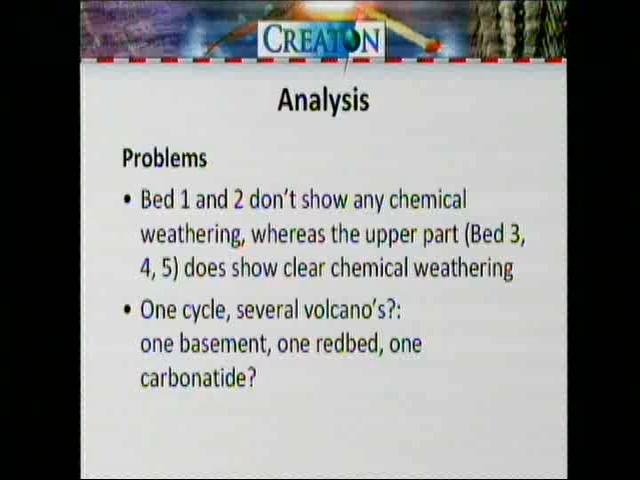 CREATON
Analysis
Problems
• Bed 1 and 2 don't show any chemical
weathering, whereas the upper part (Bed 3,
4, 5) does show clear chemical weathering
• One cycle, several volcano's?:
one basement, one redbed, one
carbonatide?